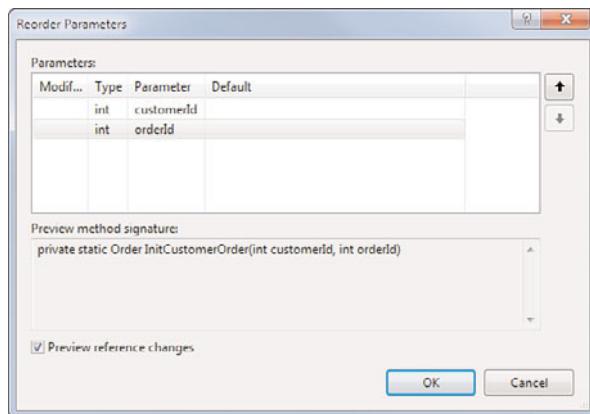 Reorder Parameters
Parameters:
Modif... Type Parameter Default
int customerId
int orderId
Preview method signature:
private static Order InitCustomerOrder(int customerId, int orderId)
Preview reference changes
OK Cancel